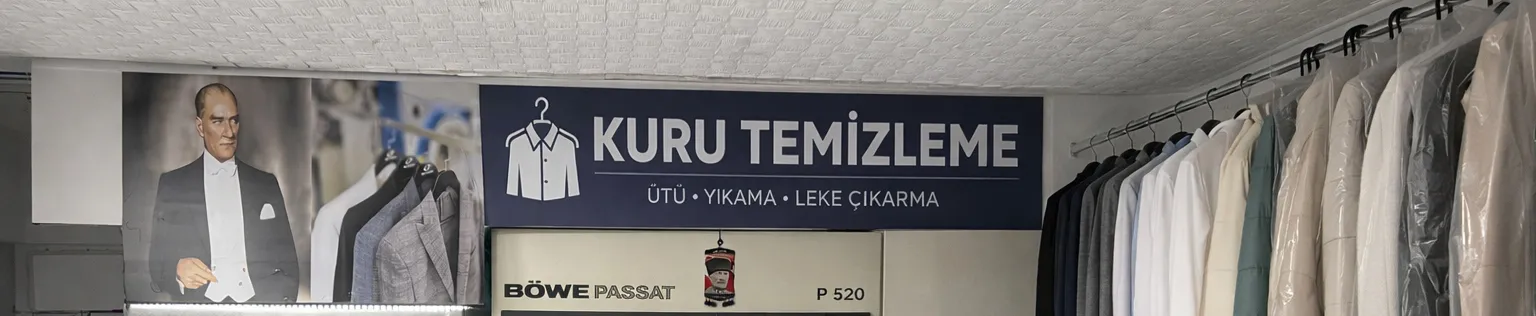 KURU TEMİZLEME
ÜTÜ • YIKAMA • LEKE ÇIKARMA
BÖWE PASSAT
P 520